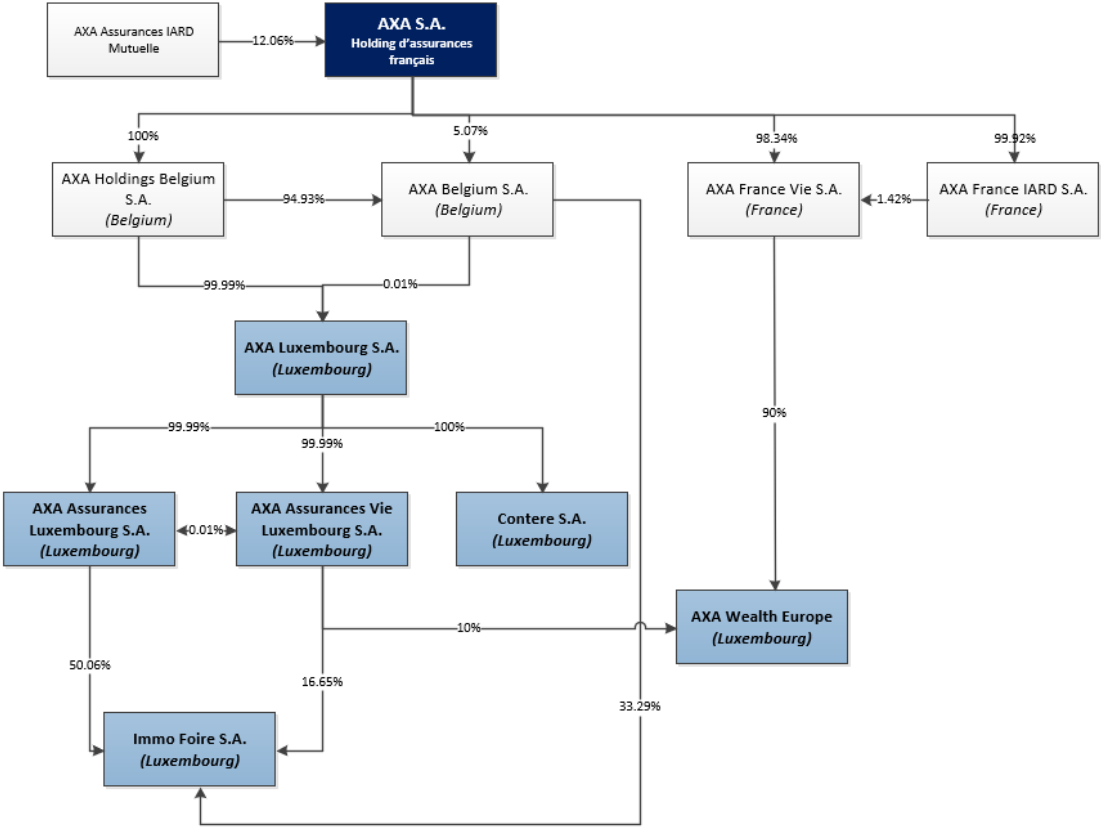 AXA Assurances IARD
Mutuelle
12.06%
AXA S.A.
Holding d'assurances
français
100%
5.07%
98.34%
99.92%
AXA Holdings Belgium
S.A.
(Belgium)
94.93%
AXA Belgium S.A.
(Belgium)
AXA France Vie S.A.
(France)
1.42%
AXA France IARD S.A.
(France)
99.99%
0.01%
AXA Luxembourg S.A.
(Luxembourg)
99.99%
99.99%
100%
90%
AXA Assurances
Luxembourg S.A.
(Luxembourg)
0.01%
AXA Assurances Vie
Luxembourg S.A.
(Luxembourg)
Contere S.A.
(Luxembourg)
AXA Wealth Europe
(Luxembourg)
10%
50.06%
16.65%
33.29%
Immo Foire S.A.
(Luxembourg)